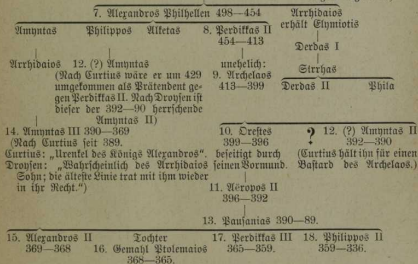 7. Alexandros Philhellen 498—454
Arrhidaios
erhält Elymiotis
Amyntas Philippos Alketas 8. Perdikkas II
454—413
Derdas I
Arrhidaios 12. (?) Amyntas
unehelich:
Sirrhas
(Nach Curtius wäre er um 429
9. Archelaos
umgekommen als Prätendent ge-
413—399
Derdas II Phila
gen Perdikkas II. Nach Droysen ist
dieser der 392—90 herrschende
Amyntas II)
14. Amyntas III 390—369
10. Orestes
? 12. (?) Amyntas II
(Nach Curtius seit 389.
399—396
392—390
Curtius: „Urenkel des Königs Alexandros“.
beseitigt durch
(Curtius hält ihn für einen
Droysen: „Wahrscheinlich des Arrhidaios
seinen Vormund.
Bastard des Archelaos.)
Sohn; die älteste Linie trat mit ihm wieder
in ihr Recht.“)
11. Aëropos II
396—392
13. Pausanias 390—89.
15. Alexandros II Tochter 17. Perdikkas III 18. Philippos II
369—368 16. Gemahl Ptolemaios 365—359. 359—336.
368—365.